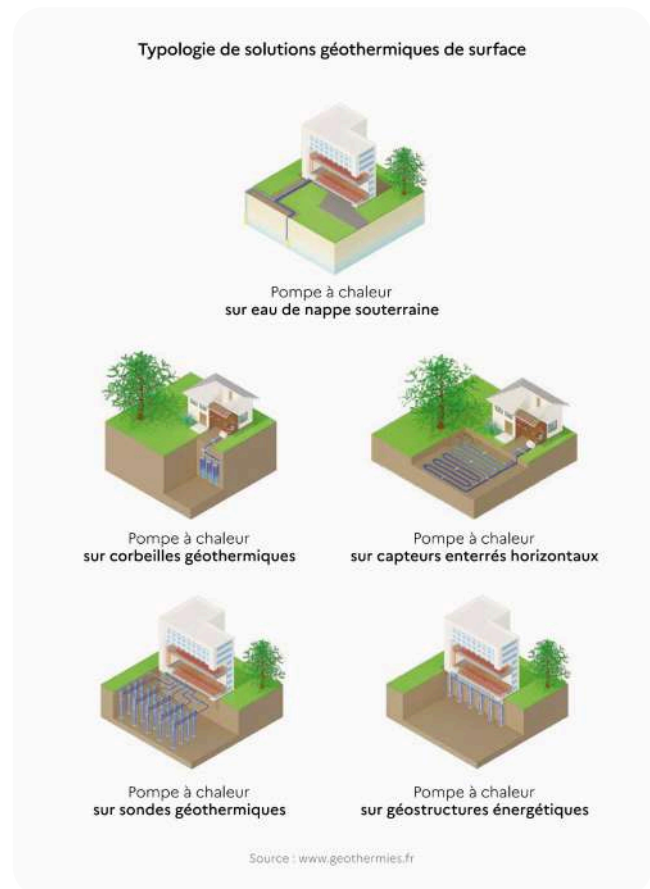 Typologie de solutions géothermiques de surface
Pompe à chaleur
sur eau de nappe souterraine
Pompe à chaleur
sur corbeilles géothermiques
Pompe à chaleur
sur capteurs enterrés horizontaux
Pompe à chaleur
sur sondes géothermiques
Pompe à chaleur
sur géostructures énergétiques
Source : www.geothermies.fr